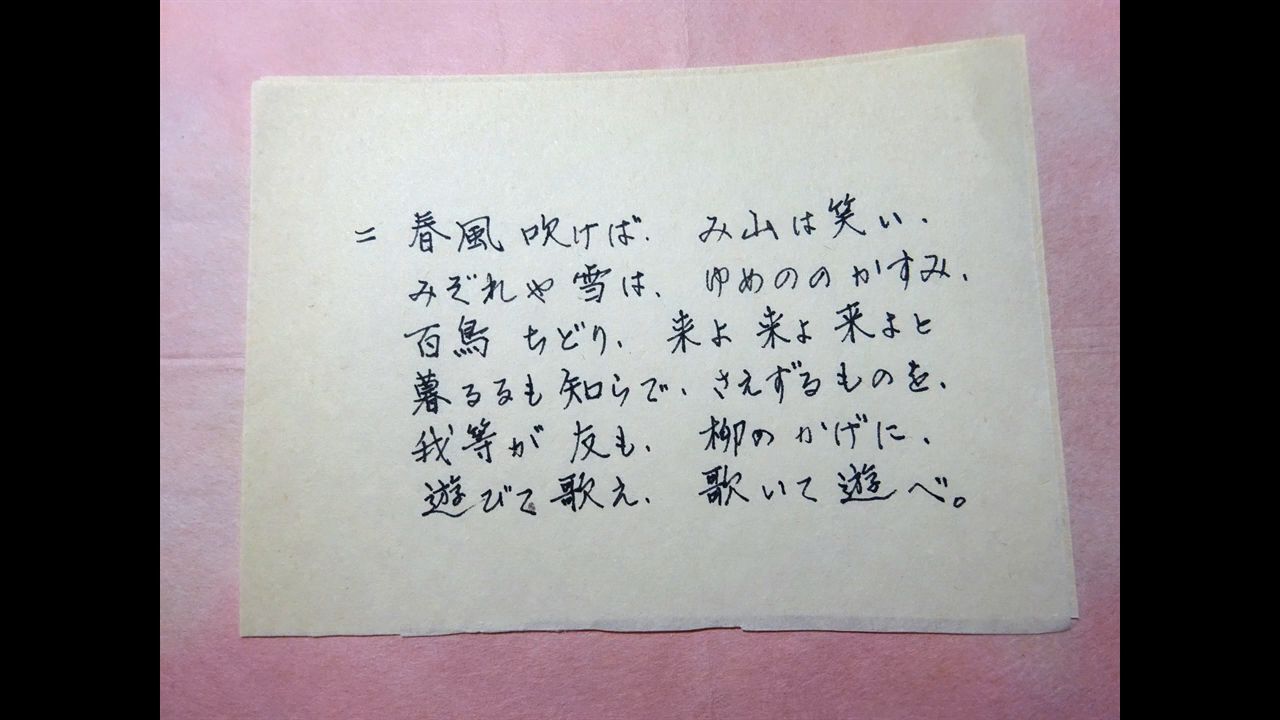 二 春風吹けば、 み山は笑い、
みぞれや雪は、 ゆめののかすみ、
百鳥ちどり、 来よ来よ来よと
暮るるも知らで、さえずるものを、
我等が友も、 柳のかげに、
遊びて歌え、 歌いて遊べ。